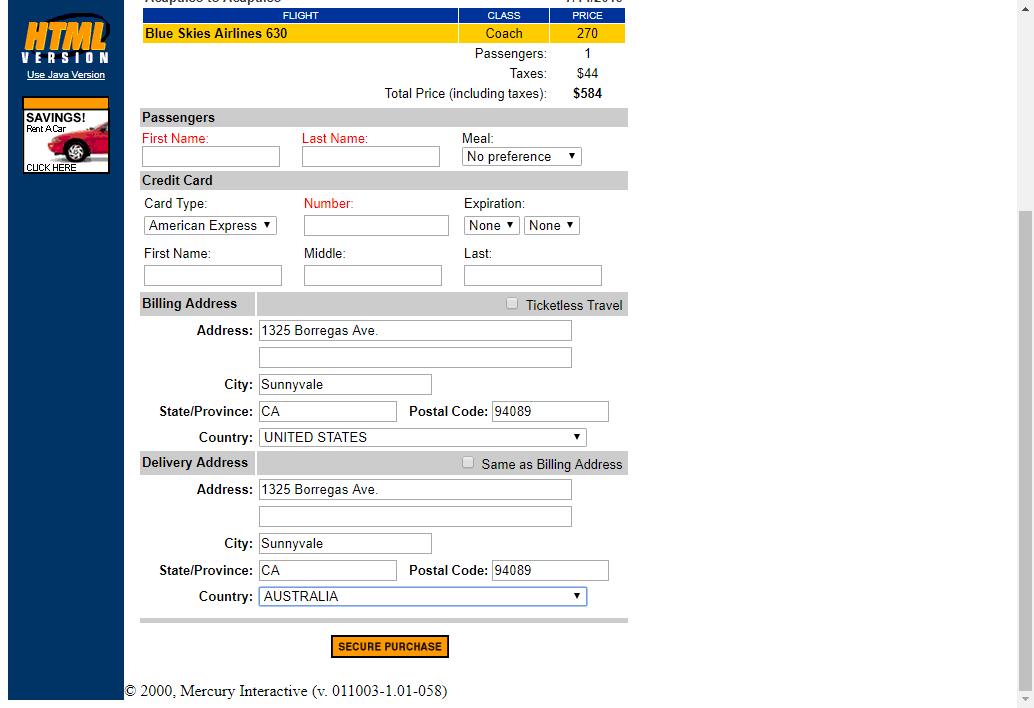 HTML
VERSION
Use Java Version
SAVINGS!
Rent A Car
CLICK HERE
Acapulco to Acapulco
FLIGHT CLASS PRICE
Blue Skies Airlines 630 Coach 270
Passengers: 1
Taxes: $44
Total Price (including taxes): $584
Passengers
First Name: Last Name: Meal:
No preference
Credit Card
Card Type: Number: Expiration:
American Express None None
First Name: Middle: Last:
Billing Address Ticketless Travel
Address: 1325 Borregas Ave.
City: Sunnyvale
State/Province: CA Postal Code: 94089
Country: UNITED STATES
Delivery Address Same as Billing Address
Address: 1325 Borregas Ave.
City: Sunnyvale
State/Province: CA Postal Code: 94089
Country: AUSTRALIA
SECURE PURCHASE
© 2000, Mercury Interactive (v. 011003-1.01-058)